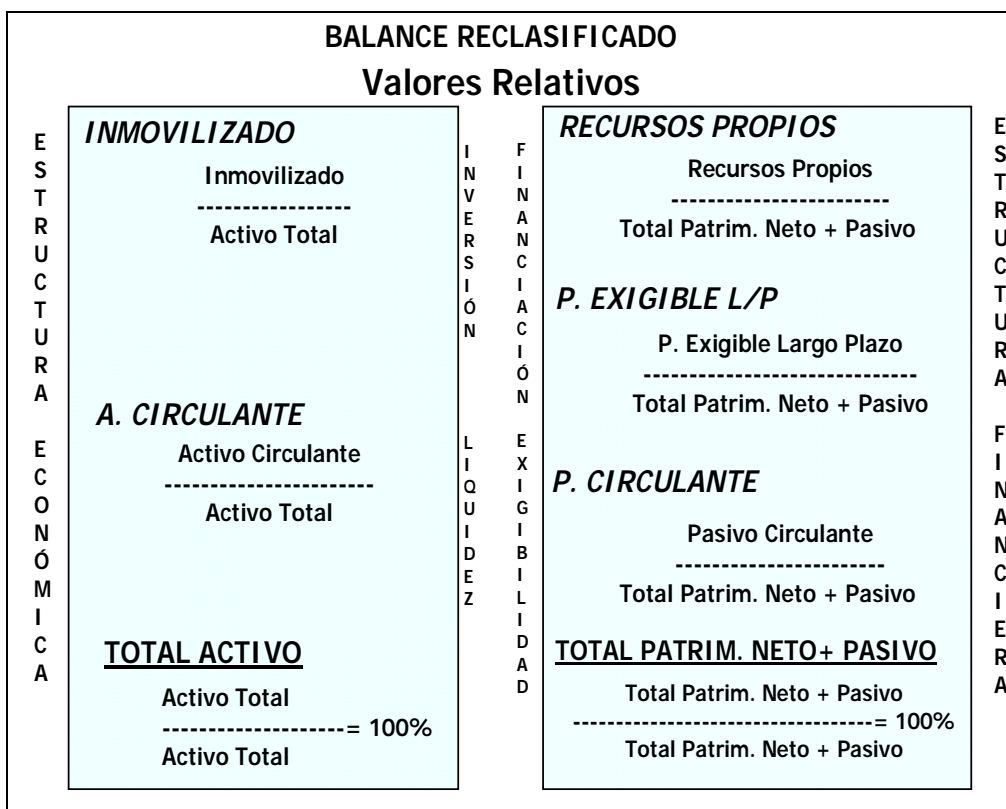 BALANCE RECLASIFICADO
Valores Relativos
ESTRUCTURA ECONÓMICA
INMOVILIZADO
Inmovilizado
-----------------
Activo Total
A. CIRCULANTE
Activo Circulante
-----------------------
Activo Total
TOTAL ACTIVO
Activo Total
--------------------= 100%
Activo Total
INVERSIÓN
LIQUIDEZ
FINANCIACIÓN
EXIGIBILIDAD
RECURSOS PROPIOS
Recursos Propios
------------------------
Total Patrim. Neto + Pasivo
P. EXIGIBLE L/P
P. Exigible Largo Plazo
------------------------------
Total Patrim. Neto + Pasivo
P. CIRCULANTE
Pasivo Circulante
-----------------------
Total Patrim. Neto + Pasivo
TOTAL PATRIM. NETO+ PASIVO
Total Patrim. Neto + Pasivo
---------------------------------= 100%
Total Patrim. Neto + Pasivo
ESTRUCTURA FINANCIERA